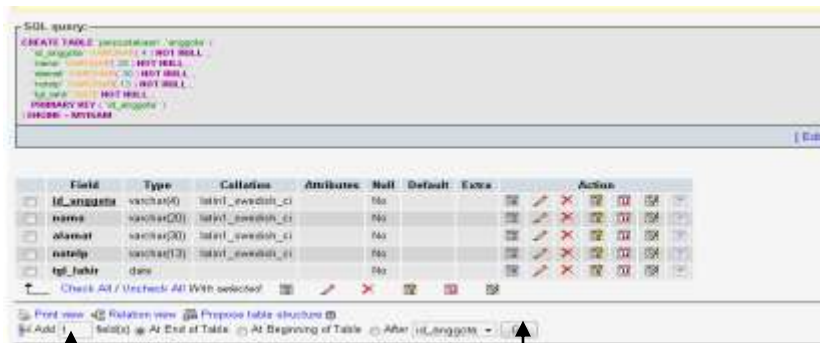 SQL query:
CREATE TABLE `perpustakaan`.`anggota` (
`id_anggota` VARCHAR( 4 ) NOT NULL ,
`nama` VARCHAR( 20 ) NOT NULL ,
`alamat` VARCHAR( 30 ) NOT NULL ,
`notelp` VARCHAR( 13 ) NOT NULL ,
`tgl_lahir` DATE NOT NULL ,
PRIMARY KEY ( `id_anggota` )
) ENGINE = MYISAM
Field Type Collation Attributes Null Default Extra Action
id_anggota varchar(4) latin1_swedish_ci No
nama varchar(20) latin1_swedish_ci No
alamat varchar(30) latin1_swedish_ci No
notelp varchar(13) latin1_swedish_ci No
tgl_lahir date No
Check All / Uncheck All With selected:
Print view Relation view Propose table structure
Add 1 field(s) At End of Table At Beginning of Table After id_anggota